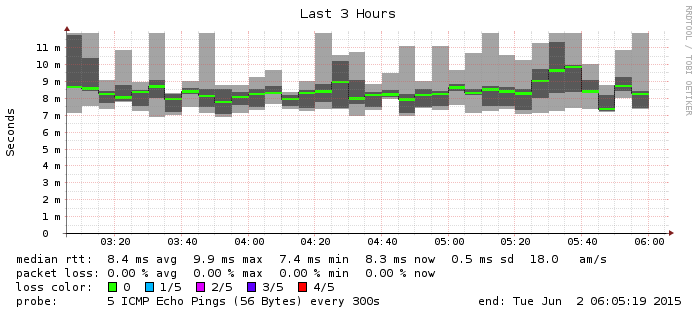 Last 3 Hours
RRDTOOL / TOBI OETIKER
Seconds
11 m
10 m
9 m
8 m
7 m
6 m
5 m
4 m
3 m
2 m
1 m
0
03:20 03:40 04:00 04:20 04:40 05:00 05:20 05:40 06:00
median rtt: 8.4 ms avg 9.9 ms max 7.4 ms min 8.3 ms now 0.5 ms sd 18.0 am/s
packet loss: 0.00 % avg 0.00 % max 0.00 % min 0.00 % now
loss color: 0 1/5 2/5 3/5 4/5
probe: 5 ICMP Echo Pings (56 Bytes) every 300s end: Tue Jun 2 06:05:19 2015